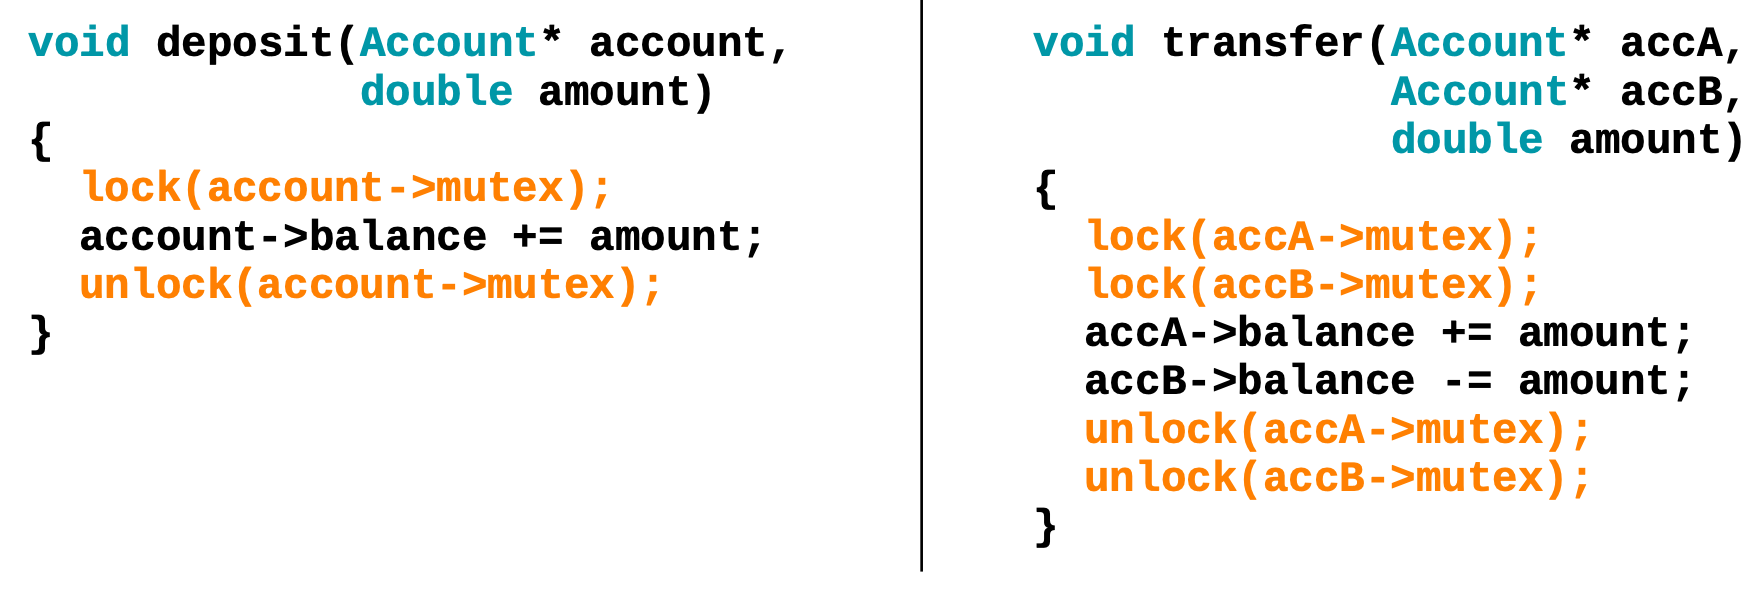 void deposit(Account* account,
             double amount)
{
  lock(account->mutex);
  account->balance += amount;
  unlock(account->mutex);
}
void transfer(Account* accA,
              Account* accB,
              double amount)
{
  lock(accA->mutex);
  lock(accB->mutex);
  accA->balance += amount;
  accB->balance -= amount;
  unlock(accA->mutex);
  unlock(accB->mutex);
}